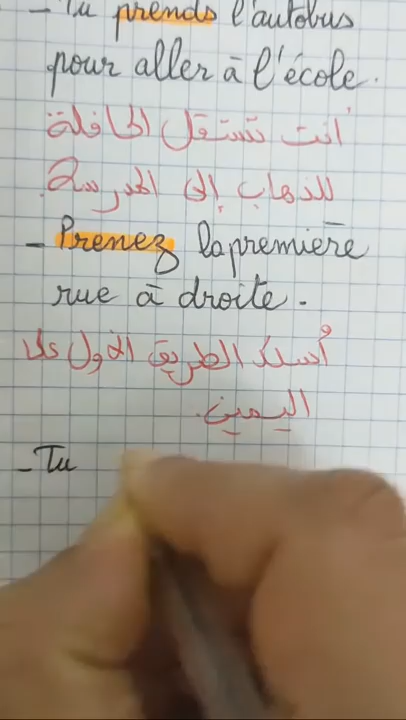 - Tu prends l'autobus
pour aller à l'école.
أنت تستقل الحافلة
للذهاب إلى المدرسة
- Prenez la première
rue à droite.
أسلك الطريق الأول على
اليمين.
- Tu